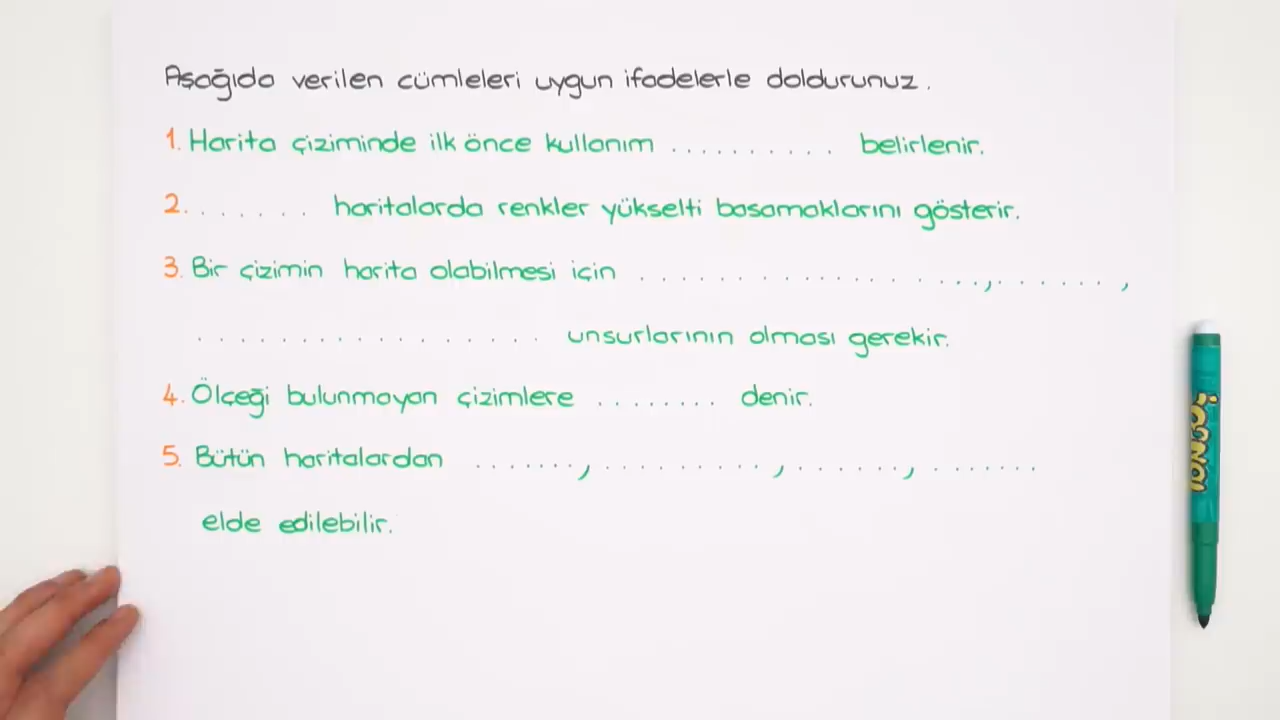 Aşağıda verilen cümleleri uygun ifadelerle doldurunuz.
1. Harita çiziminde ilk önce kullanım .......... belirlenir.
2. ....... haritalarda renkler yükselti basamaklarını gösterir.
3. Bir çizimin harita olabilmesi için ...................., ......,
................ unsurlarının olması gerekir.
4. Ölçeği bulunmayan çizimlere ........ denir.
5. Bütün haritalardan ......., .........., ......, .......
elde edilebilir.